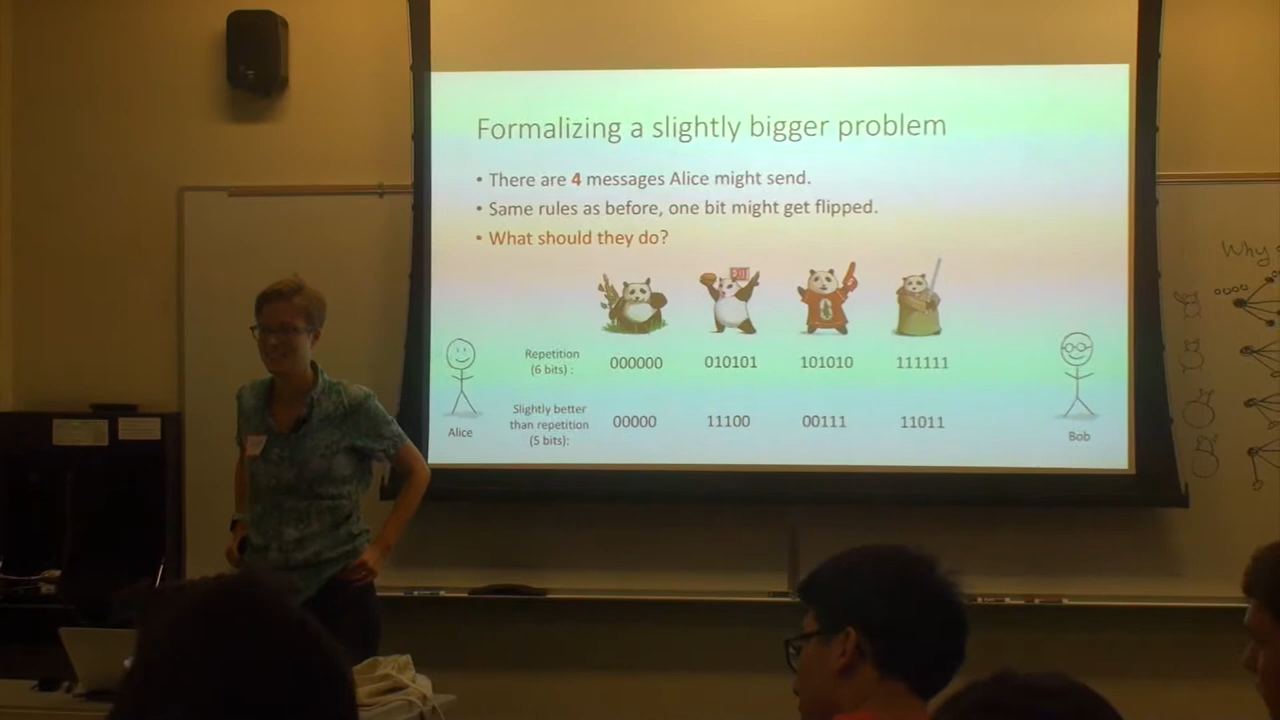 Formalizing a slightly bigger problem
• There are 4 messages Alice might send.
• Same rules as before, one bit might get flipped.
• What should they do?
Repetition
(6 bits) :
000000 010101 101010 111111
Slightly better
than repetition
(5 bits):
00000 11100 00111 11011
Alice
Bob
Why